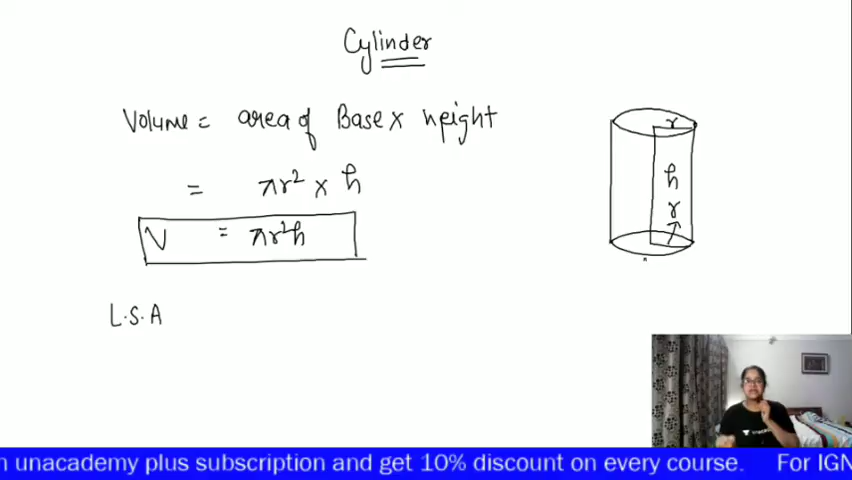 Cylinder
Volume = area of Base x height
= πr² x h
V = πr²h
L.S.A
r
h
r
n unacademy plus subscription and get 10% discount on every course. For IGN